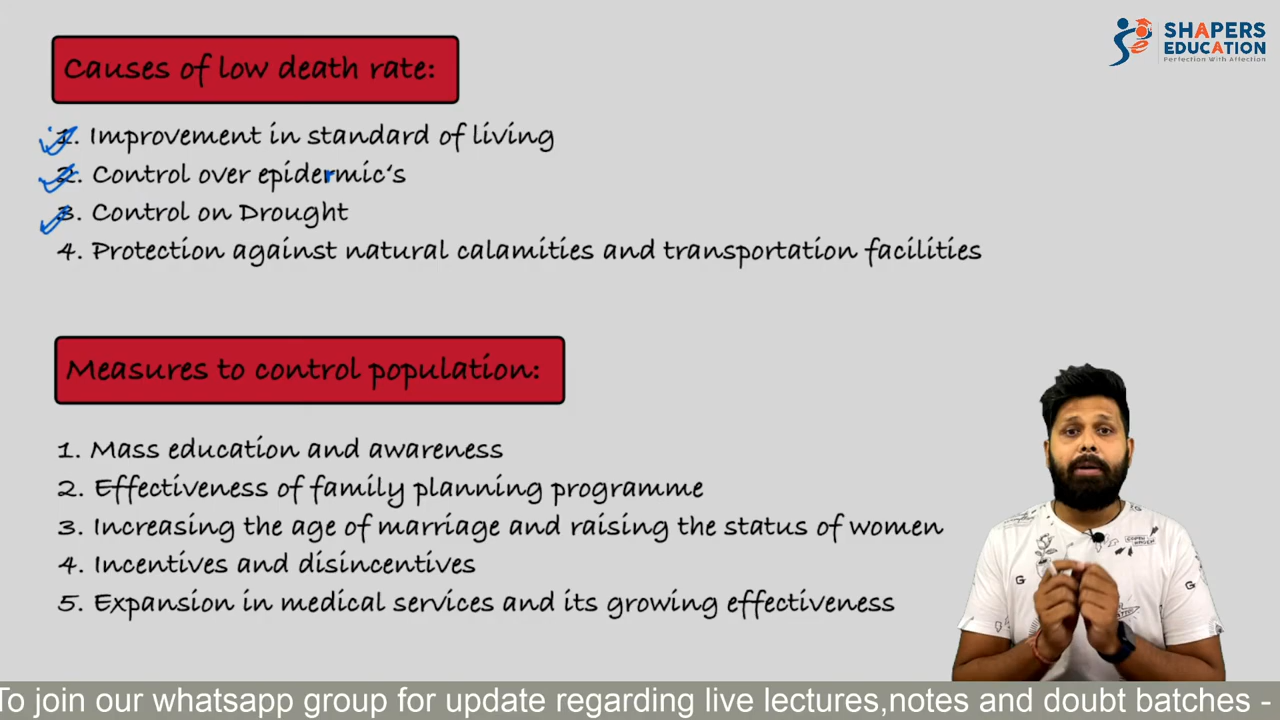 SHAPERS
EDUCATION
Perfection With Affection
Causes of low death rate:
1. Improvement in standard of living
2. Control over epidermic's
3. Control on Drought
4. Protection against natural calamities and transportation facilities
Measures to control population:
1. Mass education and awareness
2. Effectiveness of family planning programme
3. Increasing the age of marriage and raising the status of women
4. Incentives and disincentives
5. Expansion in medical services and its growing effectiveness
To join our whatsapp group for update regarding live lectures,notes and doubt batches -